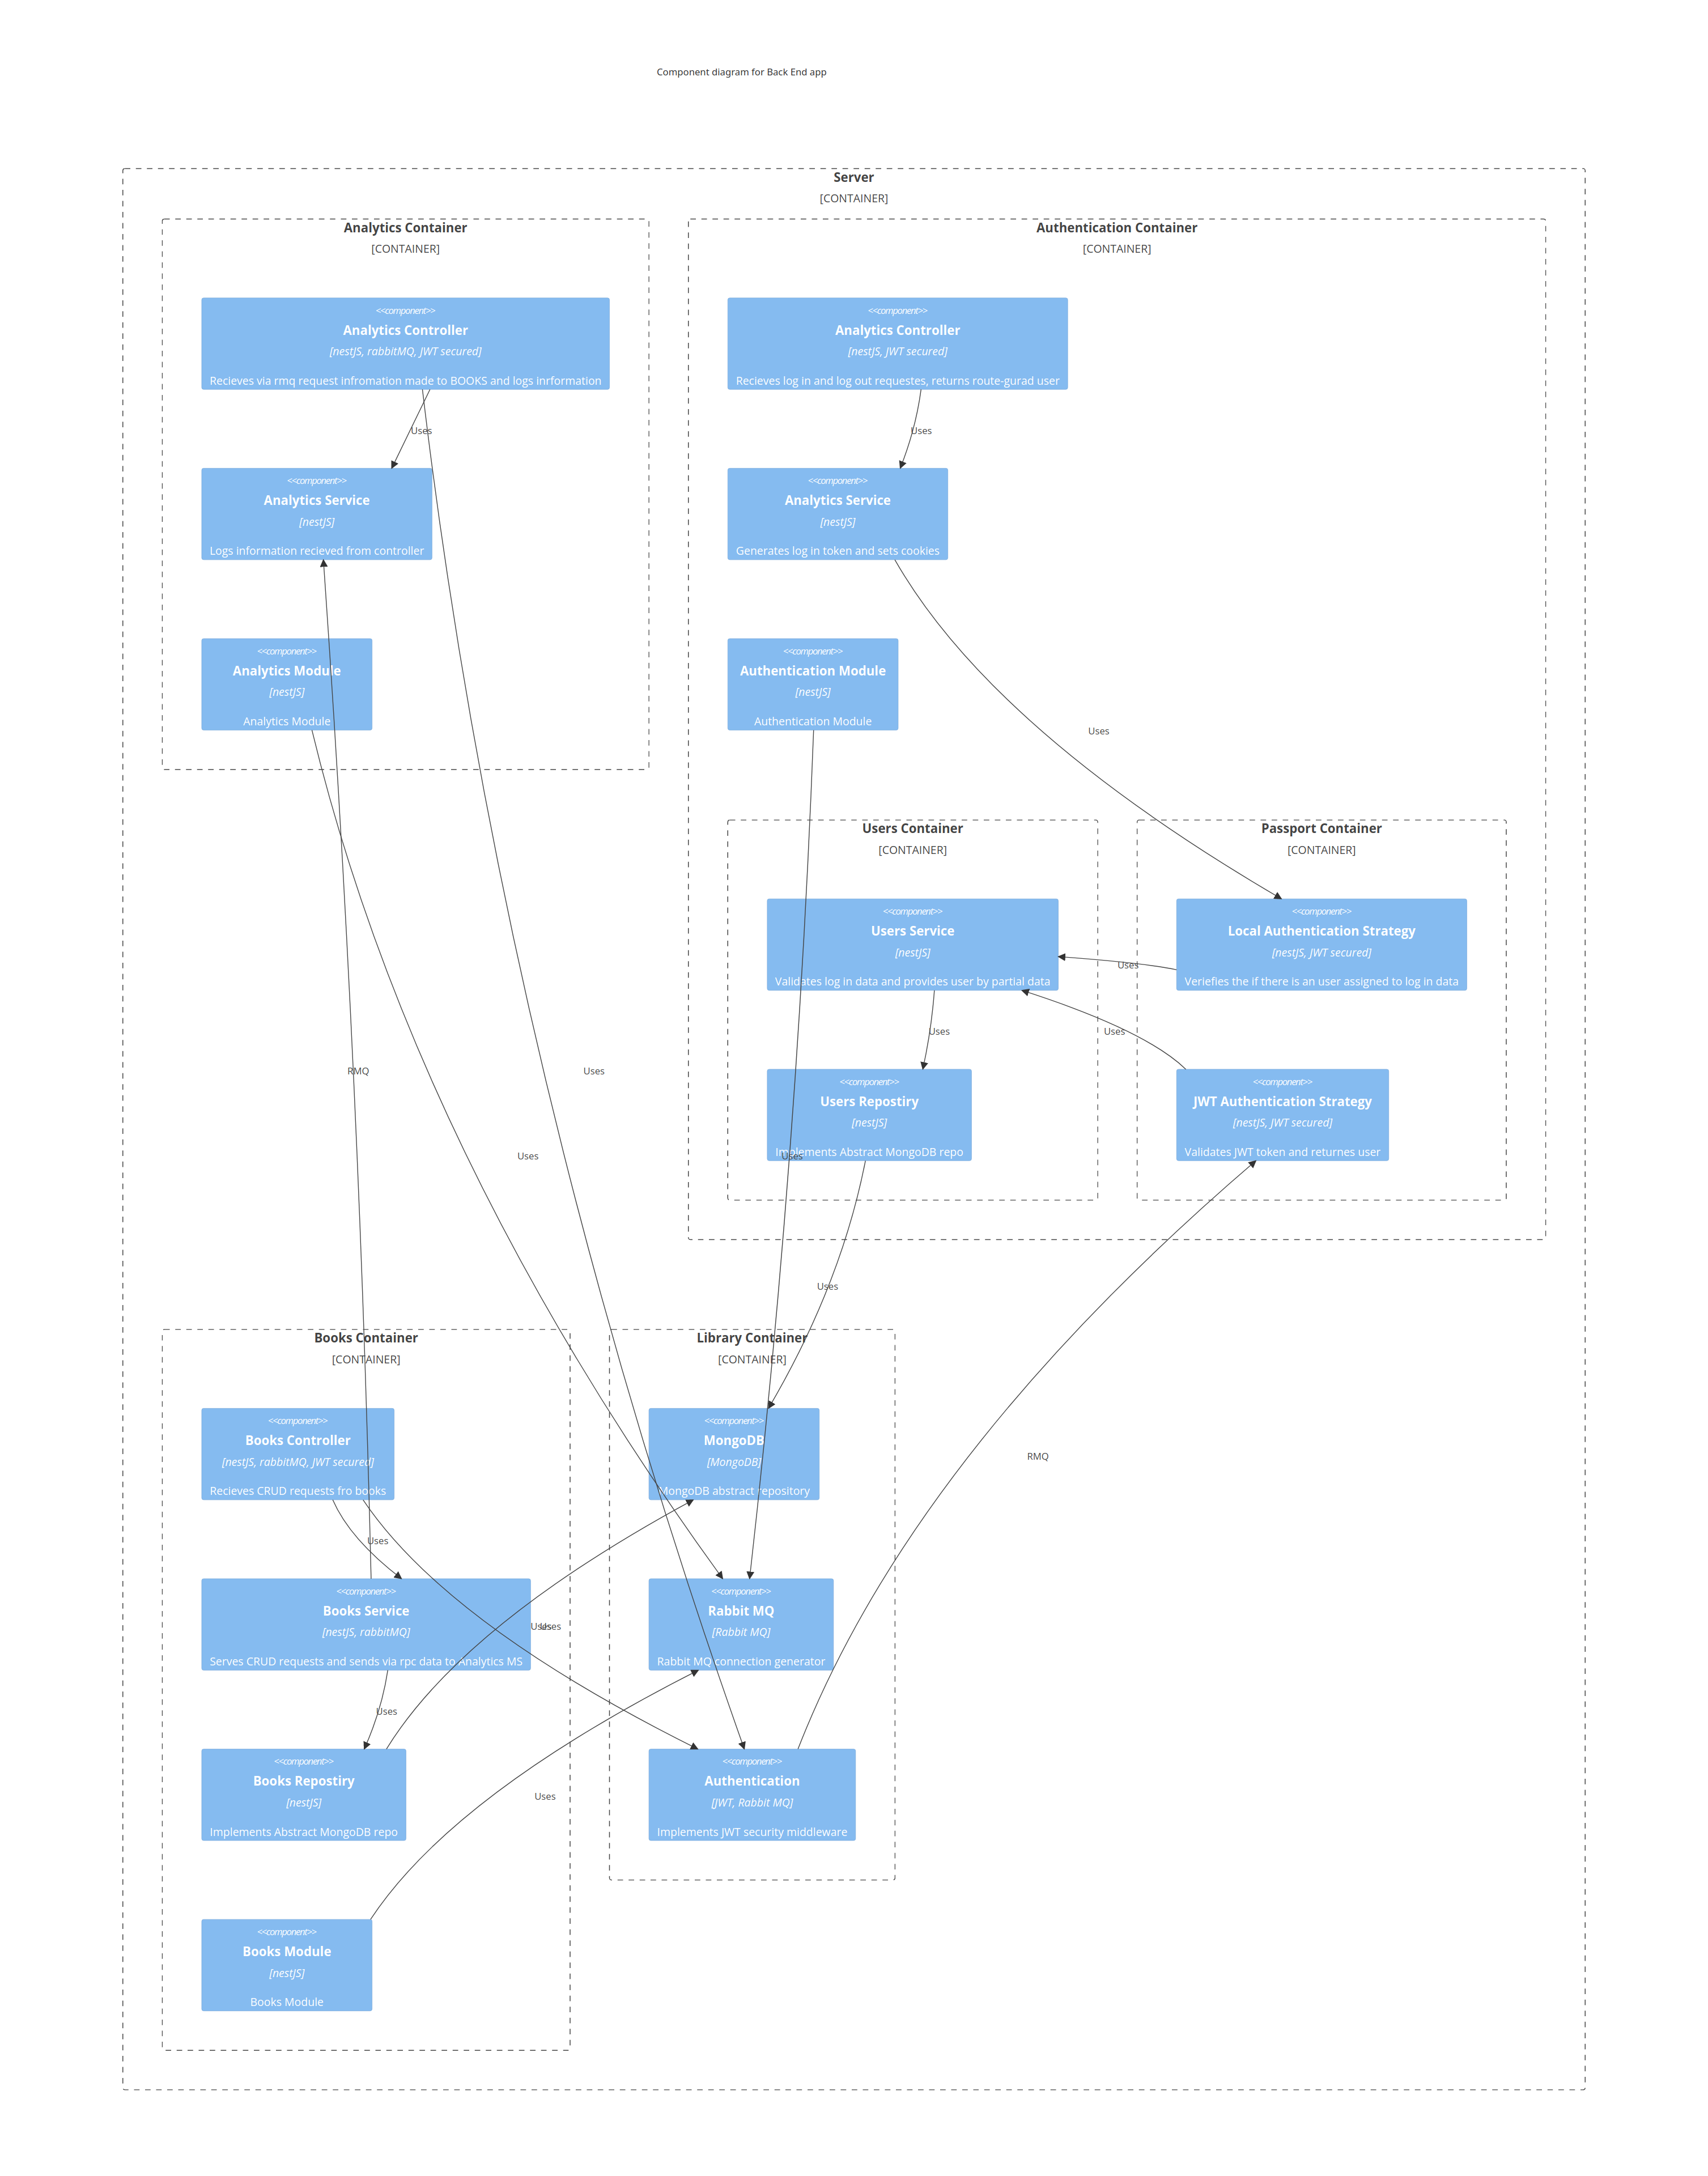 Component diagram for Back End app
Server
[CONTAINER]
Analytics Container
[CONTAINER]
<<component>>
Analytics Controller
[nestJS, rabbitMQ, JWT secured]
Recieves via rmq request infromation made to BOOKS and logs inrformation
Uses
<<component>>
Analytics Service
[nestJS]
Logs information recieved from controller
<<component>>
Analytics Module
[nestJS]
Analytics Module
Authentication Container
[CONTAINER]
<<component>>
Analytics Controller
[nestJS, JWT secured]
Recieves log in and log out requestes, returns route-gurad user
Uses
<<component>>
Analytics Service
[nestJS]
Generates log in token and sets cookies
<<component>>
Authentication Module
[nestJS]
Authentication Module
Uses
Users Container
[CONTAINER]
<<component>>
Users Service
[nestJS]
Validates log in data and provides user by partial data
Uses
<<component>>
Users Repostiry
[nestJS]
Implements Abstract MongoDB repo
Uses
Passport Container
[CONTAINER]
<<component>>
Local Authentication Strategy
[nestJS, JWT secured]
Veriefies the if there is an user assigned to log in data
Uses
Uses
<<component>>
JWT Authentication Strategy
[nestJS, JWT secured]
Validates JWT token and returnes user
RMQ
Uses
Uses
Uses
Books Container
[CONTAINER]
<<component>>
Books Controller
[nestJS, rabbitMQ, JWT secured]
Recieves CRUD requests fro books
Uses
<<component>>
Books Service
[nestJS, rabbitMQ]
Serves CRUD requests and sends via rpc data to Analytics MS
Uses
Uses
Uses
<<component>>
Books Repostiry
[nestJS]
Implements Abstract MongoDB repo
Uses
<<component>>
Books Module
[nestJS]
Books Module
Library Container
[CONTAINER]
<<component>>
MongoDB
[MongoDB]
MongoDB abstract repository
<<component>>
Rabbit MQ
[Rabbit MQ]
Rabbit MQ connection generator
<<component>>
Authentication
[JWT, Rabbit MQ]
Implements JWT security middleware
RMQ